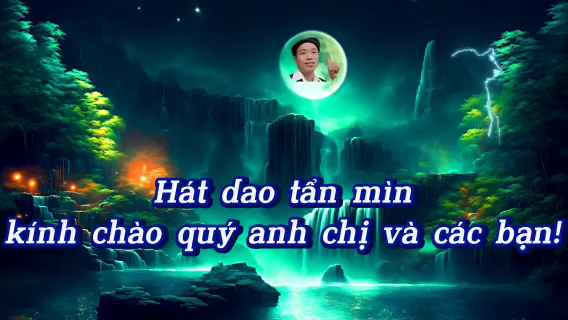 Hát dao tẩn mìn
kính chào quý anh chị và các bạn!